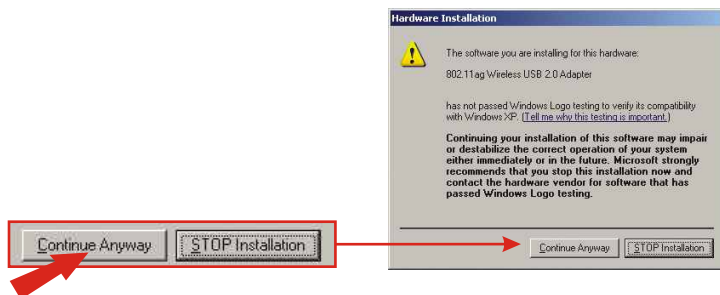 Hardware Installation
The software you are installing for this hardware:
802.11ag Wireless USB 2.0 Adapter
has not passed Windows Logo testing to verify its compatibility
with Windows XP. (Tell me why this testing is important.)
Continuing your installation of this software may impair
or destabilize the correct operation of your system
either immediately or in the future. Microsoft strongly
recommends that you stop this installation now and
contact the hardware vendor for software that has
passed Windows Logo testing.
Continue Anyway STOP Installation
Continue Anyway STOP Installation